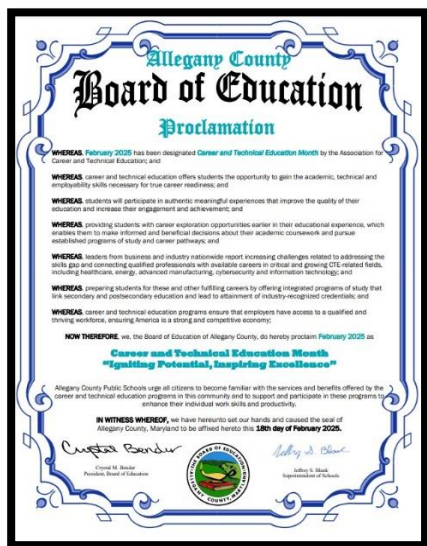 Allegany County
Board of Education
Proclamation
WHEREAS, February 2025 has been designated Career and Technical Education Month by the Association for
Career and Technical Education; and
WHEREAS, career and technical education offers students the opportunity to gain the academic, technical and
employability skills necessary for true career readiness; and
WHEREAS, students will participate in authentic meaningful experiences that improve the quality of their
education and increase their engagement and achievement; and
WHEREAS, providing students with career exploration opportunities earlier in their educational experience, which
enables them to make informed and beneficial decisions about their academic coursework and pursue
established programs of study and career pathways; and
WHEREAS, leaders from business and industry nationwide report increasing challenges related to addressing the
skills gap and connecting qualified professionals with available careers in critical and growing CTE-related fields,
including healthcare, energy, advanced manufacturing, cybersecurity and information technology; and
WHEREAS, preparing students for these and other fulfilling careers by offering integrated programs of study that
link secondary and postsecondary education and lead to attainment of industry-recognized credentials; and
WHEREAS, career and technical education programs ensure that employers have access to a qualified and
thriving workforce, ensuring America is a strong and competitive economy;
NOW THEREFORE, we, the Board of Education of Allegany County, do hereby proclaim February 2025 as
Career and Technical Education Month
"Igniting Potential, Inspiring Excellence"
Allegany County Public Schools urge all citizens to become familiar with the services and benefits offered by the
career and technical education programs in this community and to support and participate in these programs to
enhance their individual work skills and productivity.
IN WITNESS WHEREOF, we have hereunto set our hands and caused the seal of
Allegany County, Maryland to be affixed hereto this 18th day of February 2025.
Crystal Bender
Jeffrey S. Blank
Crystal M. Bender
President, Board of Education
Jeffrey S. Blank
Superintendent of Schools
THE BOARD OF EDUCATION
ALLEGANY COUNTY, MARYLAND